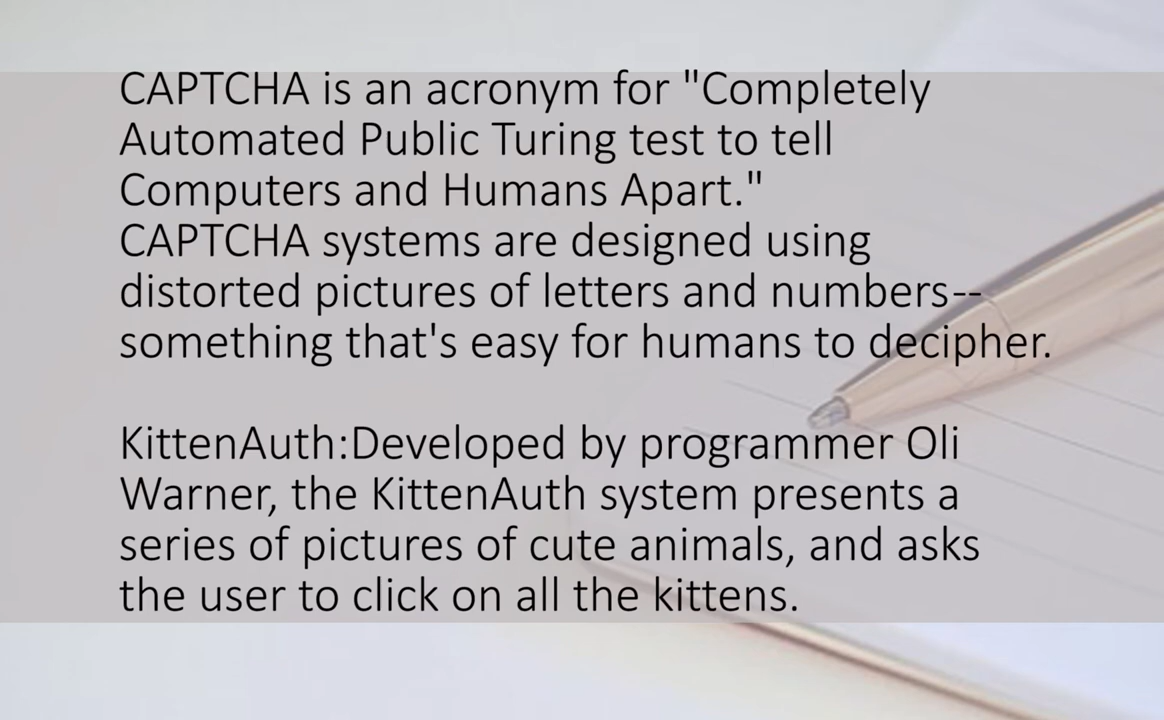 CAPTCHA is an acronym for "Completely
Automated Public Turing test to tell
Computers and Humans Apart."
CAPTCHA systems are designed using
distorted pictures of letters and numbers--
something that's easy for humans to decipher.
KittenAuth:Developed by programmer Oli
Warner, the KittenAuth system presents a
series of pictures of cute animals, and asks
the user to click on all the kittens.